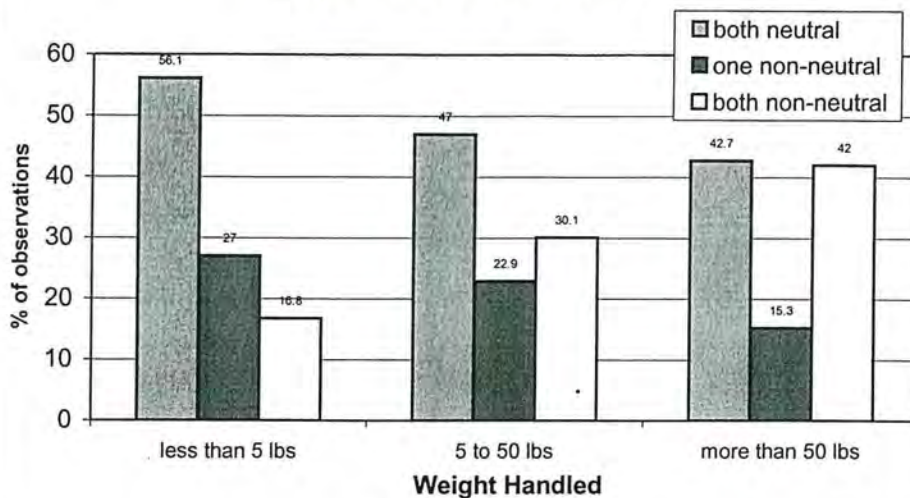 both neutral
one non-neutral
both non-neutral
% of observations
60
50
40
30
20
10
0
56.1
27
16.8
47
22.9
30.1
42.7
15.3
42
less than 5 lbs
5 to 50 lbs
more than 50 lbs
Weight Handled